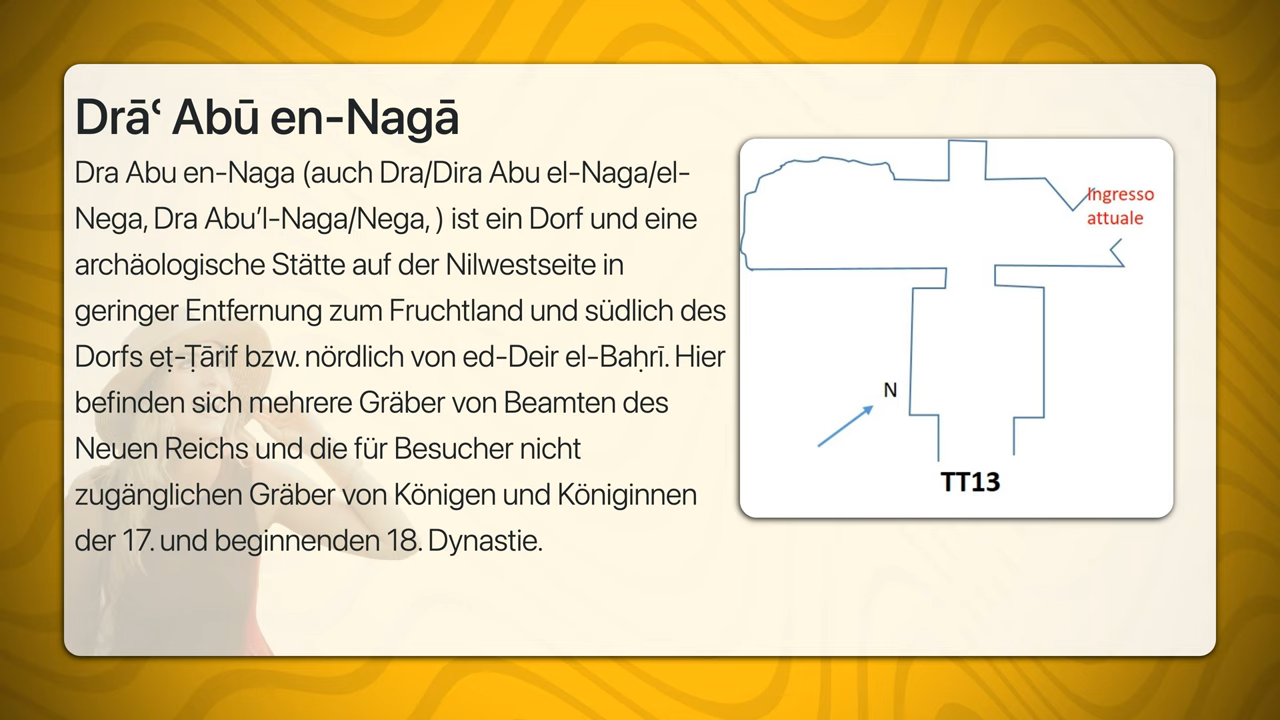 Drāʿ Abū en-Nagā
Dra Abu en-Naga (auch Dra/Dira Abu el-Naga/el-
Nega, Dra Abu’l-Naga/Nega, ) ist ein Dorf und eine
archäologische Stätte auf der Nilwestseite in
geringer Entfernung zum Fruchtland und südlich des
Dorfs eṭ-Ṭārif bzw. nördlich von ed-Deir el-Baḥrī. Hier
befinden sich mehrere Gräber von Beamten des
Neuen Reichs und die für Besucher nicht
zugänglichen Gräber von Königen und Königinnen
der 17. und beginnenden 18. Dynastie.
Ingresso
attuale
N
TT13